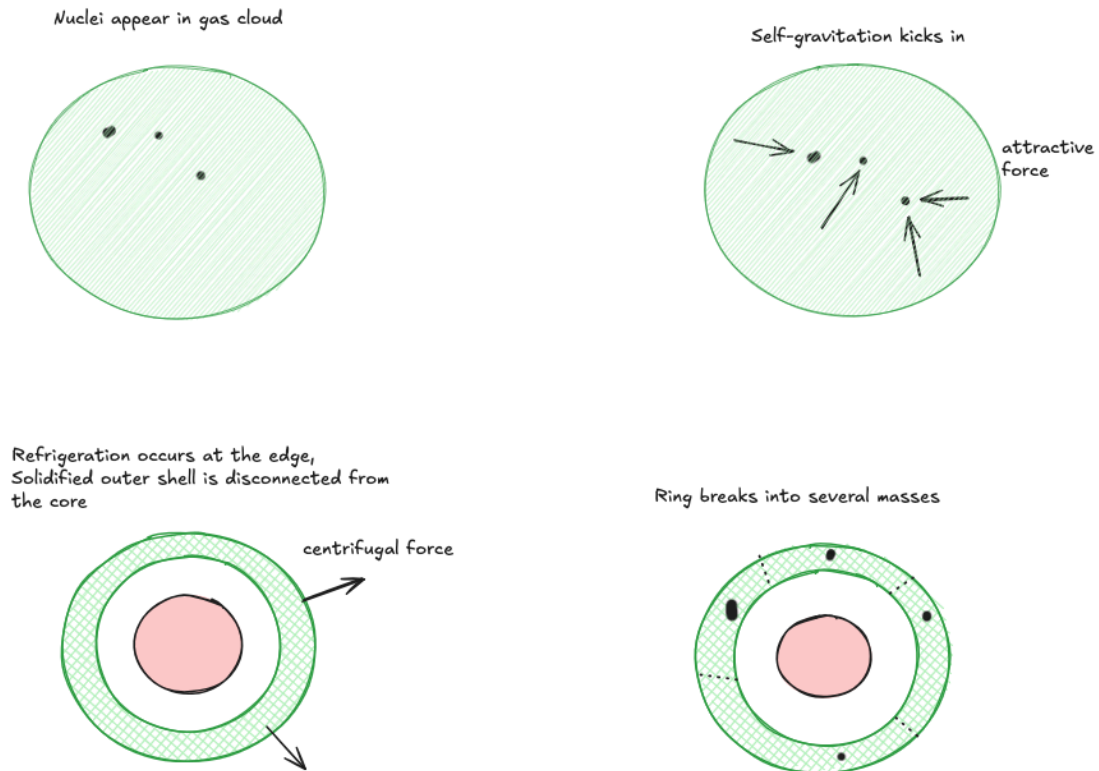 Nuclei appear in gas cloud
Self-gravitation kicks in
attractive
force
Refrigeration occurs at the edge,
Solidified outer shell is disconnected from
the core
centrifugal force
Ring breaks into several masses